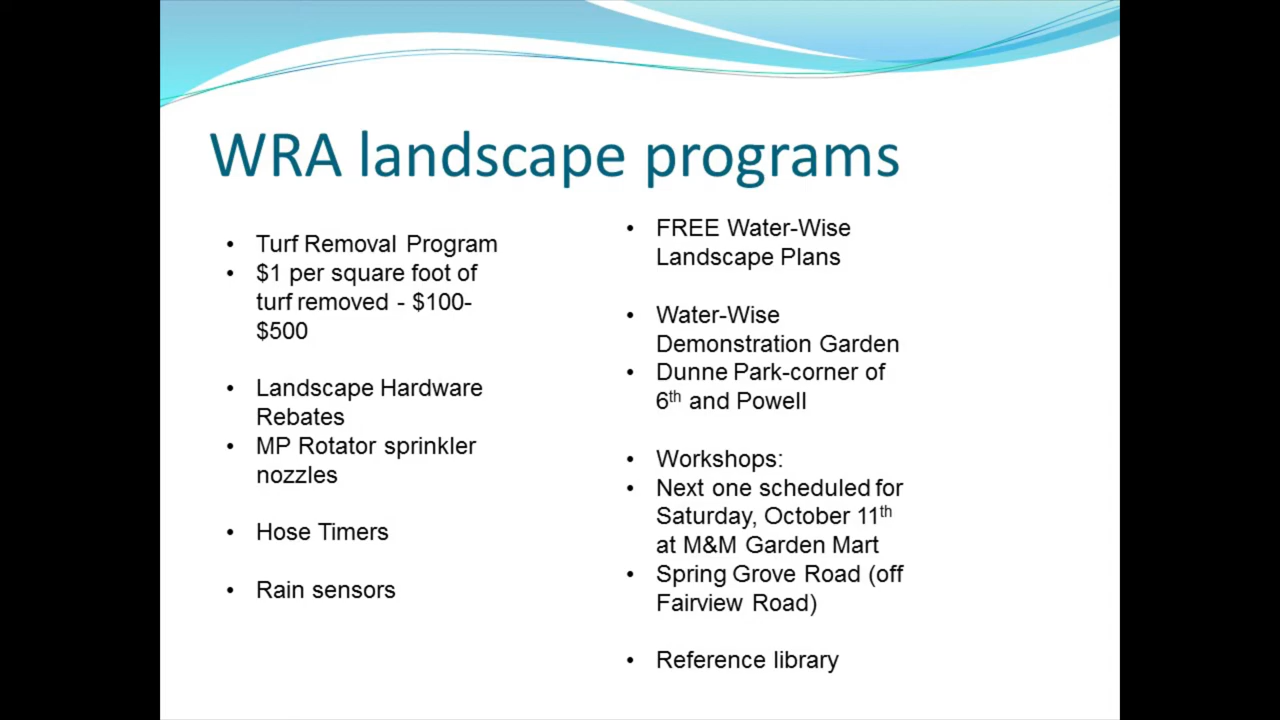 WRA landscape programs
• Turf Removal Program
• $1 per square foot of
turf removed - $100-
$500
• Landscape Hardware
Rebates
• MP Rotator sprinkler
nozzles
• Hose Timers
• Rain sensors
• FREE Water-Wise
Landscape Plans
• Water-Wise
Demonstration Garden
• Dunne Park-corner of
6th and Powell
• Workshops:
• Next one scheduled for
Saturday, October 11th
at M&M Garden Mart
• Spring Grove Road (off
Fairview Road)
• Reference library